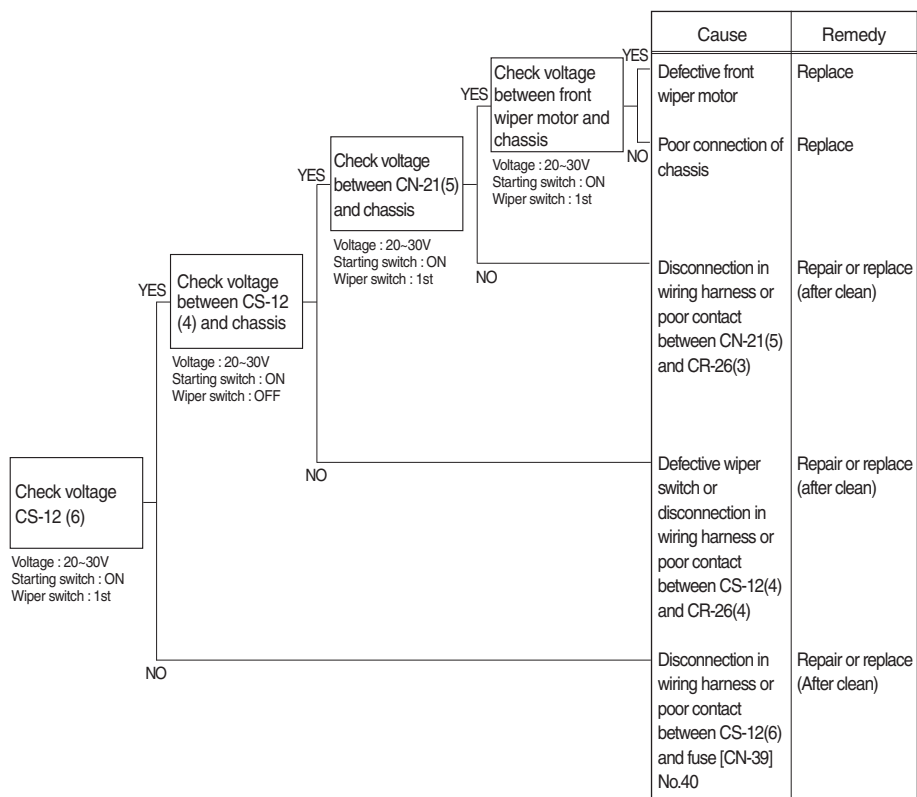 Cause
Remedy
YES
Defective front
wiper motor
Replace
Check voltage
between front
wiper motor and
chassis
YES
NO
Poor connection of
chassis
Replace
Voltage : 20~30V
Starting switch : ON
Wiper switch : 1st
Check voltage
between CN-21(5)
and chassis
YES
Voltage : 20~30V
Starting switch : ON
Wiper switch : 1st
NO
Disconnection in
wiring harness or
poor contact
between CN-21(5)
and CR-26(3)
Repair or replace
(after clean)
YES
Check voltage
between CS-12
(4) and chassis
Voltage : 20~30V
Starting switch : ON
Wiper switch : OFF
NO
Defective wiper
switch or
disconnection in
wiring harness or
poor contact
between CS-12(4)
and CR-26(4)
Repair or replace
(after clean)
Check voltage
CS-12 (6)
Voltage : 20~30V
Starting switch : ON
Wiper switch : 1st
NO
Disconnection in
wiring harness or
poor contact
between CS-12(6)
and fuse [CN-39]
No.40
Repair or replace
(After clean)